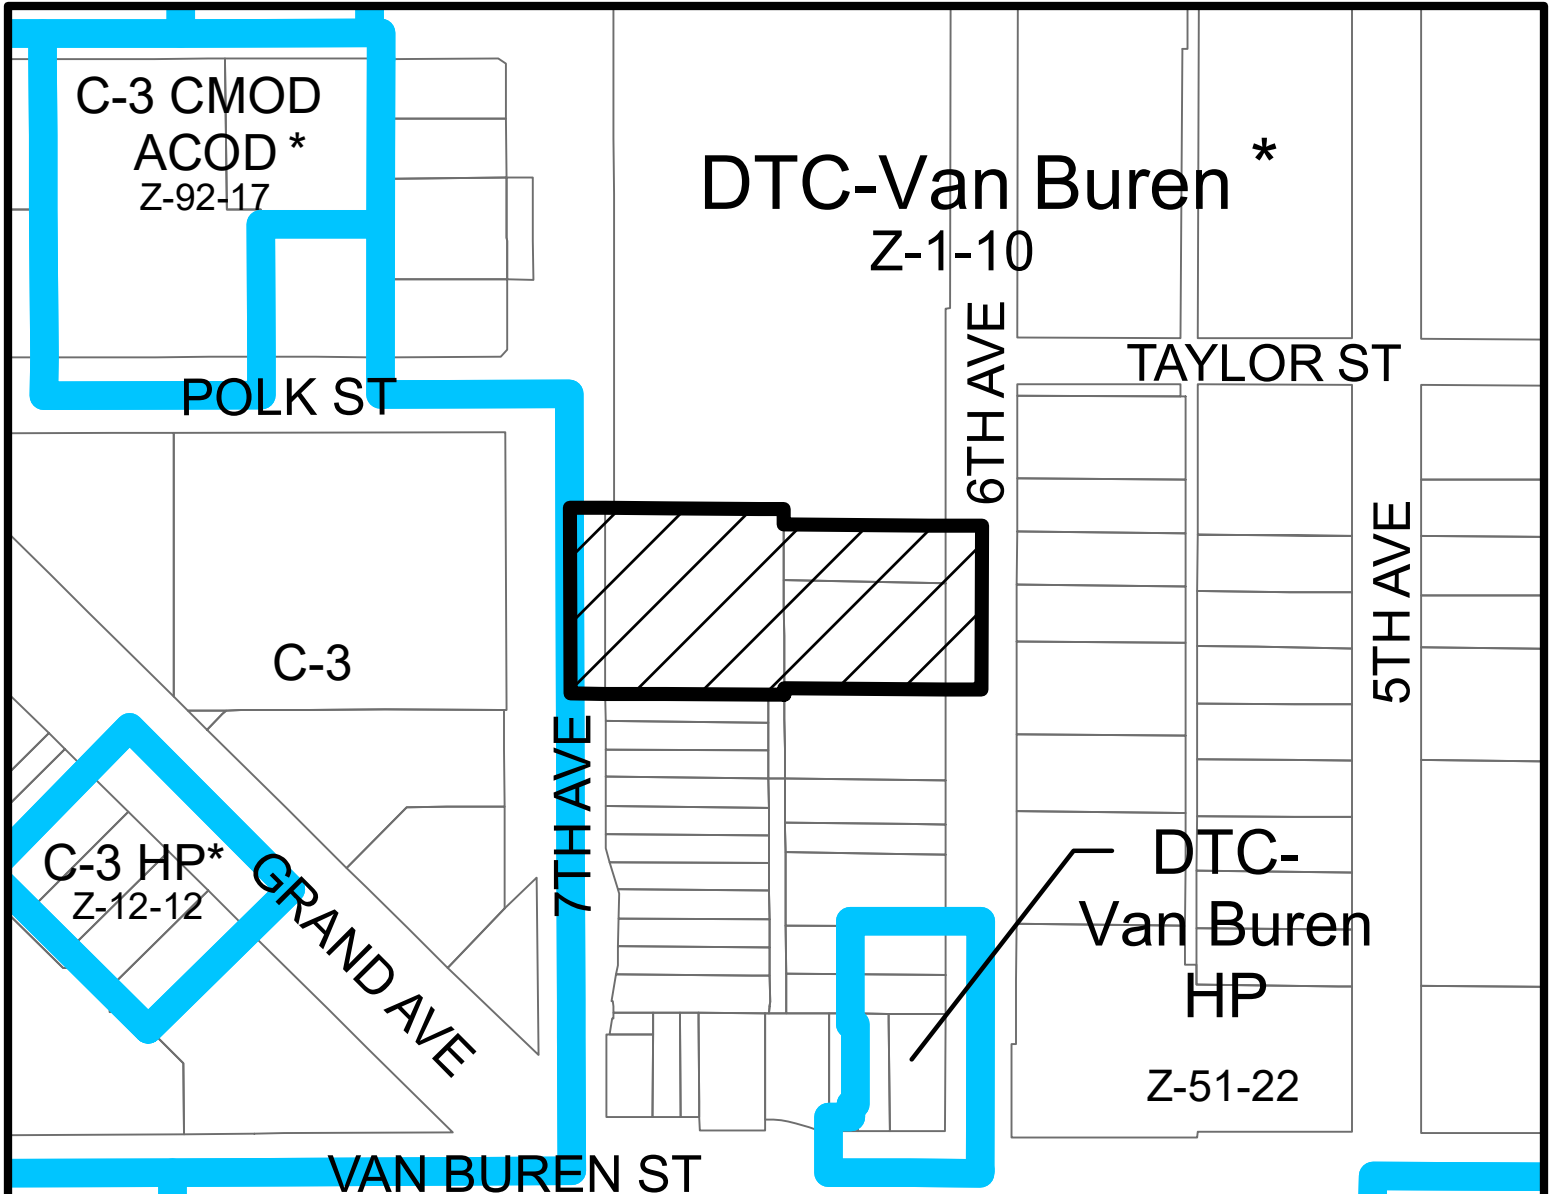 C-3 CMOD
ACOD *
Z-92-17
DTC-Van Buren *
Z-1-10
6TH AVE
TAYLOR ST
POLK ST
5TH AVE
C-3
7TH AVE
C-3 HP*
Z-12-12
GRAND AVE
DTC-
Van Buren
HP
Z-51-22
VAN BUREN ST